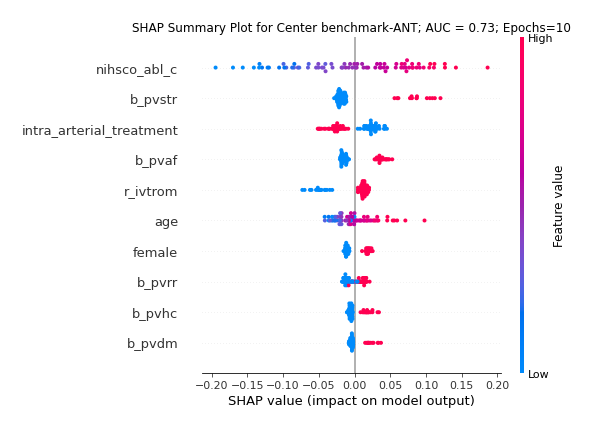 SHAP Summary Plot for Center benchmark-ANT; AUC = 0.73; Epochs=10
High
nihsco_abl_c
b_pvstr
intra_arterial_treatment
b_pvaf
r_ivtrom
age
female
b_pvrr
b_pvhc
b_pvdm
Feature value
Low
−0.20 −0.15 −0.10 −0.05 0.00 0.05 0.10 0.15 0.20
SHAP value (impact on model output)